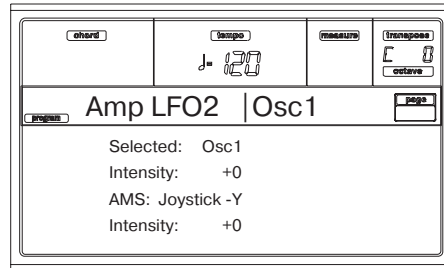 chord
tempo
measure
transpose
♩= 120
C 0
octave
program
Amp LFO2 |Osc1
page
Selected: Osc1
Intensity: +0
AMS: Joystick -Y
Intensity: +0